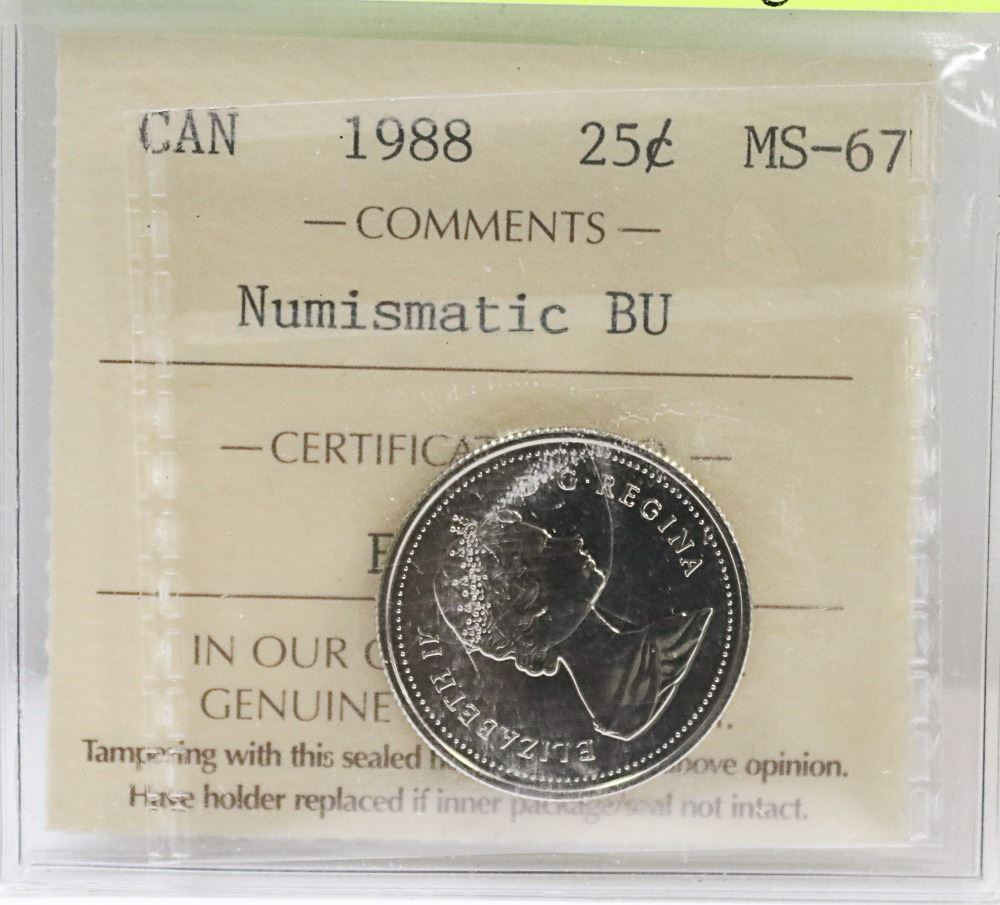 CAN 1988 25¢ MS-67
— COMMENTS —
Numismatic BU
— CERTIFICA —
IN OUR
GENUINE
Tampering with this sealed above opinion.
Have holder replaced if inner package/seal not intact.
ELIZABETH II D·G·REGINA